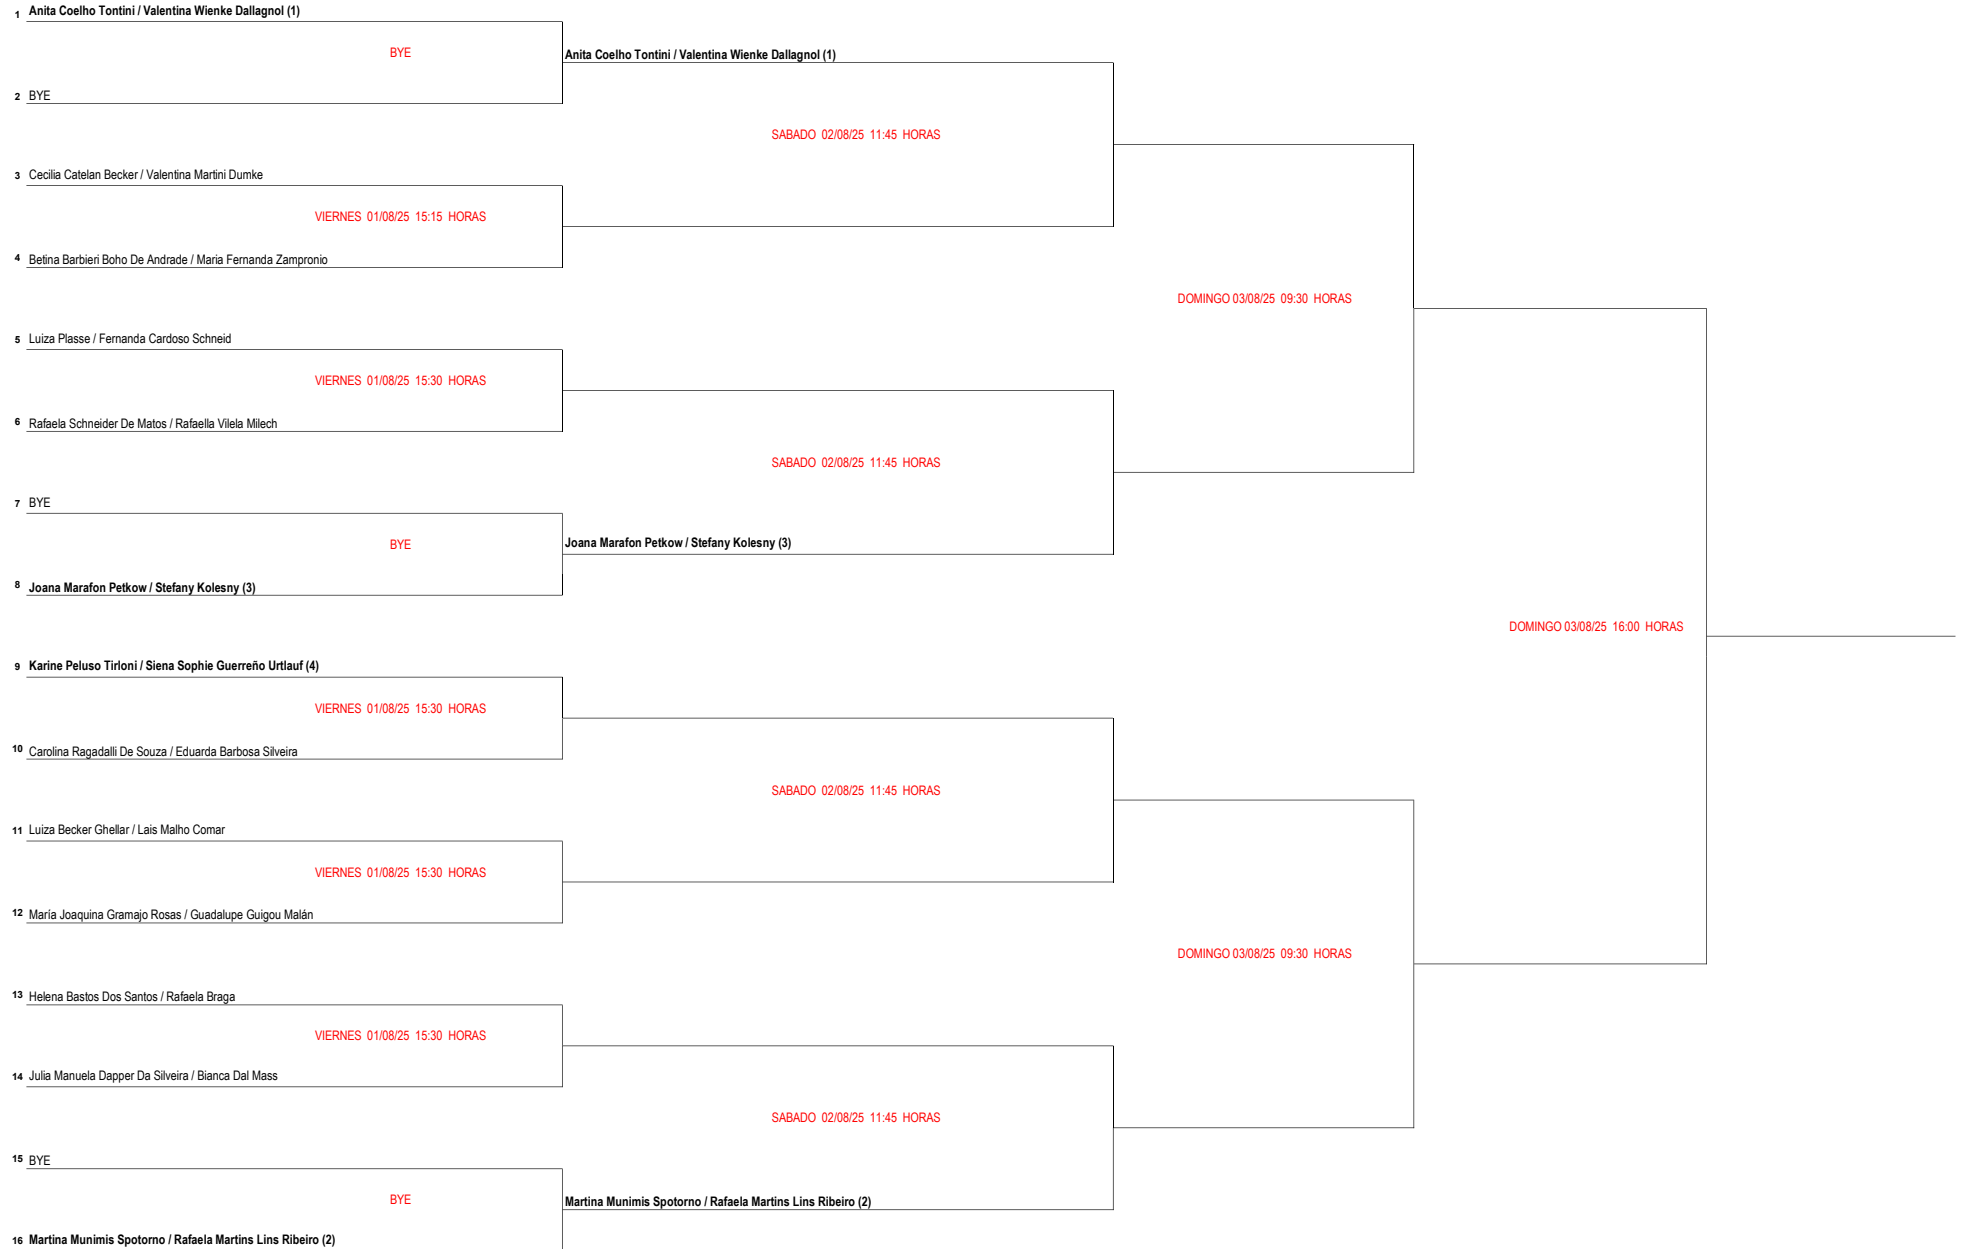 1 Anita Coelho Tontini / Valentina Wienke Dallagnol (1)
BYE
Anita Coelho Tontini / Valentina Wienke Dallagnol (1)
2 BYE
SABADO 02/08/25 11:45 HORAS
3 Cecilia Catelan Becker / Valentina Martini Dumke
VIERNES 01/08/25 15:15 HORAS
4 Betina Barbieri Boho De Andrade / Maria Fernanda Zampronio
DOMINGO 03/08/25 09:30 HORAS
5 Luiza Plasse / Fernanda Cardoso Schneid
VIERNES 01/08/25 15:30 HORAS
6 Rafaela Schneider De Matos / Rafaella Vilela Milech
SABADO 02/08/25 11:45 HORAS
7 BYE
BYE
Joana Marafon Petkow / Stefany Kolesny (3)
8 Joana Marafon Petkow / Stefany Kolesny (3)
DOMINGO 03/08/25 16:00 HORAS
9 Karine Peluso Tirloni / Siena Sophie Guerreño Urtlauf (4)
VIERNES 01/08/25 15:30 HORAS
10 Carolina Ragadalli De Souza / Eduarda Barbosa Silveira
SABADO 02/08/25 11:45 HORAS
11 Luiza Becker Ghellar / Lais Malho Comar
VIERNES 01/08/25 15:30 HORAS
12 María Joaquina Gramajo Rosas / Guadalupe Guigou Malán
DOMINGO 03/08/25 09:30 HORAS
13 Helena Bastos Dos Santos / Rafaela Braga
VIERNES 01/08/25 15:30 HORAS
14 Julia Manuela Dapper Da Silveira / Bianca Dal Mass
SABADO 02/08/25 11:45 HORAS
15 BYE
BYE
Martina Munimis Spotorno / Rafaela Martins Lins Ribeiro (2)
16 Martina Munimis Spotorno / Rafaela Martins Lins Ribeiro (2)